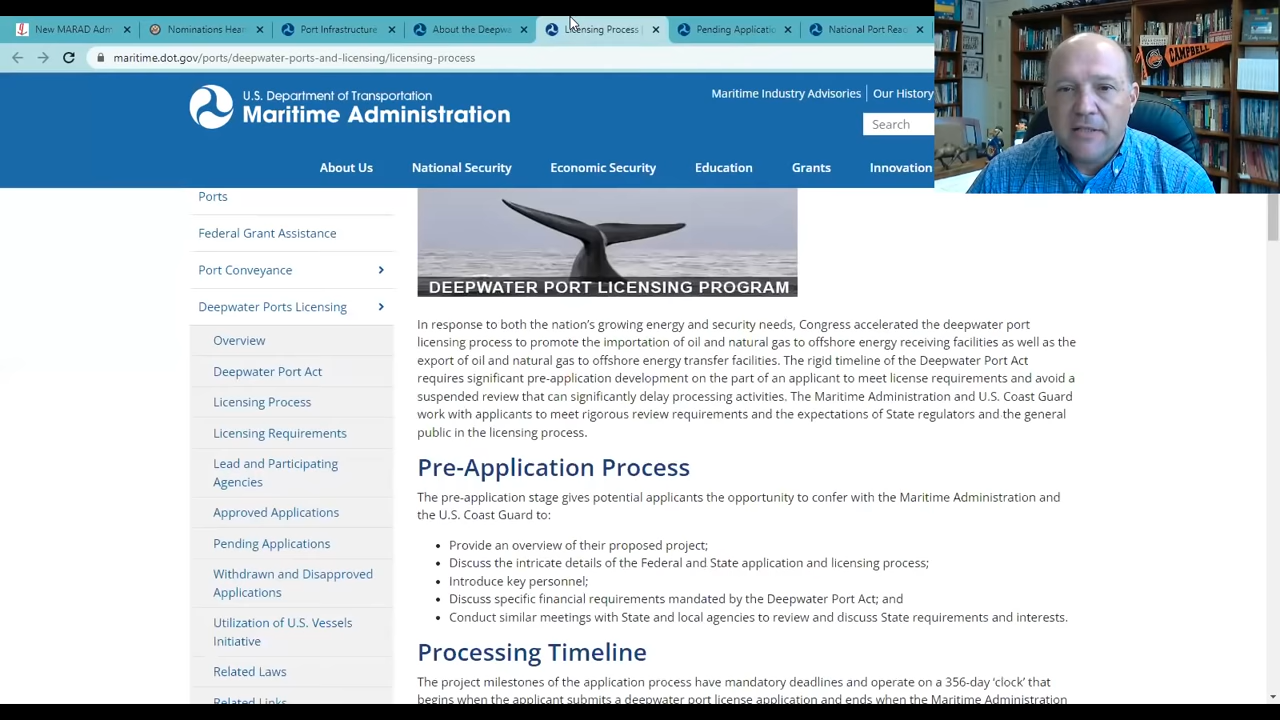 New MARAD Adm
Nominations Hea
Port Infrastructure
About the Deepwa
Licensing Process
Pending Applicatio
National Port Rea
maritime.dot.gov/ports/deepwater-ports-and-licensing/licensing-process
CAMPBELL
U.S. Department of Transportation
Maritime Administration
Maritime Industry Advisories
Our History
Search
About Us
National Security
Economic Security
Education
Grants
Innovation
Ports
Federal Grant Assistance
Port Conveyance
Deepwater Ports Licensing
Overview
Deepwater Port Act
Licensing Process
Licensing Requirements
Lead and Participating
Agencies
Approved Applications
Pending Applications
Withdrawn and Disapproved
Applications
Utilization of U.S. Vessels
Initiative
Related Laws
Related Links
DEEPWATER PORT LICENSING PROGRAM
In response to both the nation's growing energy and security needs, Congress accelerated the deepwater port
licensing process to promote the importation of oil and natural gas to offshore energy receiving facilities as well as the
export of oil and natural gas to offshore energy transfer facilities. The rigid timeline of the Deepwater Port Act
requires significant pre-application development on the part of an applicant to meet license requirements and avoid a
suspended review that can significantly delay processing activities. The Maritime Administration and U.S. Coast Guard
work with applicants to meet rigorous review requirements and the expectations of State regulators and the general
public in the licensing process.
Pre-Application Process
The pre-application stage gives potential applicants the opportunity to confer with the Maritime Administration and
the U.S. Coast Guard to:
• Provide an overview of their proposed project;
• Discuss the intricate details of the Federal and State application and licensing process;
• Introduce key personnel;
• Discuss specific financial requirements mandated by the Deepwater Port Act; and
• Conduct similar meetings with State and local agencies to review and discuss State requirements and interests.
Processing Timeline
The project milestones of the application process have mandatory deadlines and operate on a 356-day 'clock' that
begins when the applicant submits a deepwater port license application and ends when the Maritime Administration